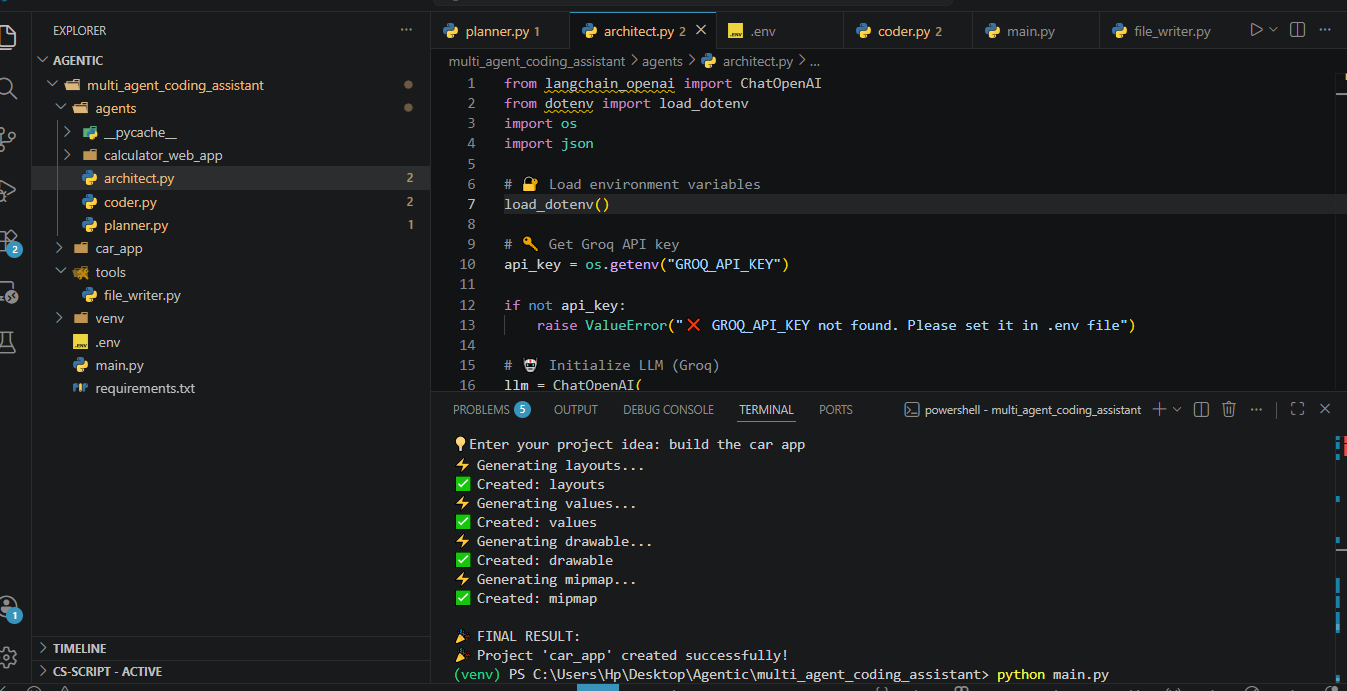 EXPLORER
AGENTIC
multi_agent_coding_assistant
agents
__pycache__
calculator_web_app
architect.py 2
coder.py 2
planner.py 1
car_app
tools
file_writer.py
venv
.env
main.py
requirements.txt
TIMELINE
CS-SCRIPT - ACTIVE
2
1
planner.py 1
architect.py 2
.env
coder.py 2
main.py
file_writer.py
multi_agent_coding_assistant > agents > architect.py > ...
1 from langchain_openai import ChatOpenAI
2 from dotenv import load_dotenv
3 import os
4 import json
5
6 # 🔐 Load environment variables
7 load_dotenv()
8
9 # 🔑 Get Groq API key
10 api_key = os.getenv("GROQ_API_KEY")
11
12 if not api_key:
13 raise ValueError("❌ GROQ_API_KEY not found. Please set it in .env file")
14
15 # 🤖 Initialize LLM (Groq)
16 llm = ChatOpenAI(
PROBLEMS 5 OUTPUT DEBUG CONSOLE TERMINAL PORTS
powershell - multi_agent_coding_assistant
💡Enter your project idea: build the car app
⚡ Generating layouts...
✅ Created: layouts
⚡ Generating values...
✅ Created: values
⚡ Generating drawable...
✅ Created: drawable
⚡ Generating mipmap...
✅ Created: mipmap
🎉 FINAL RESULT:
🎉 Project 'car_app' created successfully!
(venv) PS C:\Users\Hp\Desktop\Agentic\multi_agent_coding_assistant> python main.py